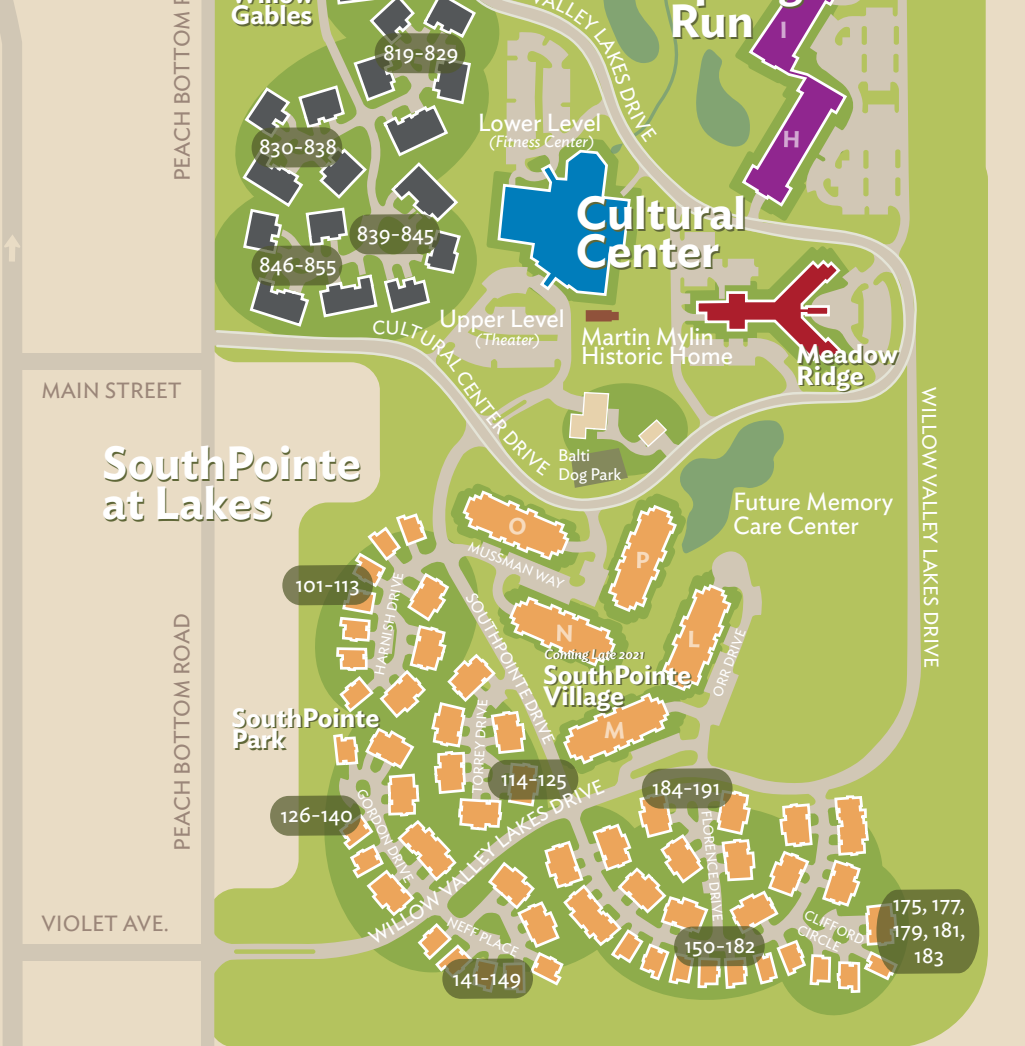 Gables
PEACH BOTTOM
819-829
VALLEY LAKES DRIVE
Run
I
H
830-838
839-845
846-855
Lower Level
(Fitness Center)
Cultural
Center
Upper Level
(Theater)
Martin Mylin
Historic Home
Meadow
Ridge
CULTURAL CENTER DRIVE
MAIN STREET
SouthPointe
at Lakes
Balti
Dog Park
Future Memory
Care Center
WILLOW VALLEY LAKES DRIVE
O
P
MUSSMAN WAY
101-113
HARNISH DRIVE
N
Coming Late 2021
L
SouthPointe
Village
ORR DRIVE
SOUTHPOINTE DRIVE
M
PEACH BOTTOM ROAD
SouthPointe
Park
TORREY DRIVE
114-125
126-140
GORDON DRIVE
184-191
FLORENCE DRIVE
WILLOW VALLEY LAKES DRIVE
VIOLET AVE.
NEFF PLACE
141-149
150-182
CLIFFORD
CIRCLE
175, 177,
179, 181,
183